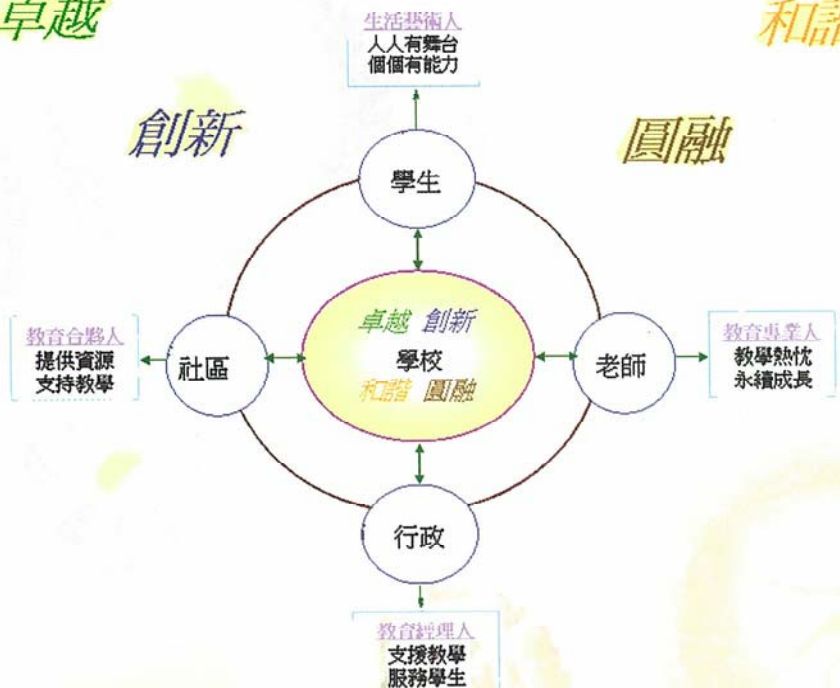 卓越
和諧
生活藝術人
人人有舞台
個個有能力
創新
圓融
學生
卓越 創新
學校
和諧 圓融
教育合夥人
提供資源
支持教學
社區
老師
教育專業人
教學熱忱
永續成長
行政
教育經理人
支援教學
服務學生